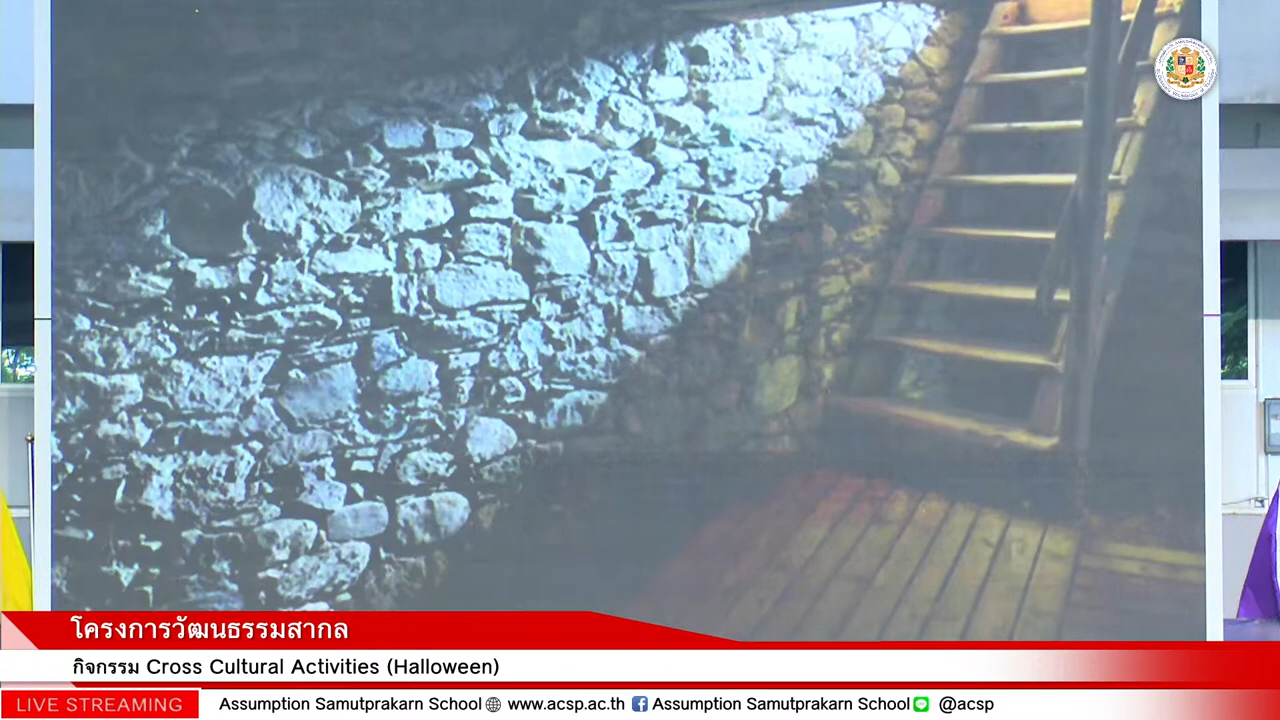 โครงการวัฒนธรรมสากล
กิจกรรม Cross Cultural Activities (Halloween)
LIVE STREAMING Assumption Samutprakarn School www.acsp.ac.th Assumption Samutprakarn School @acsp